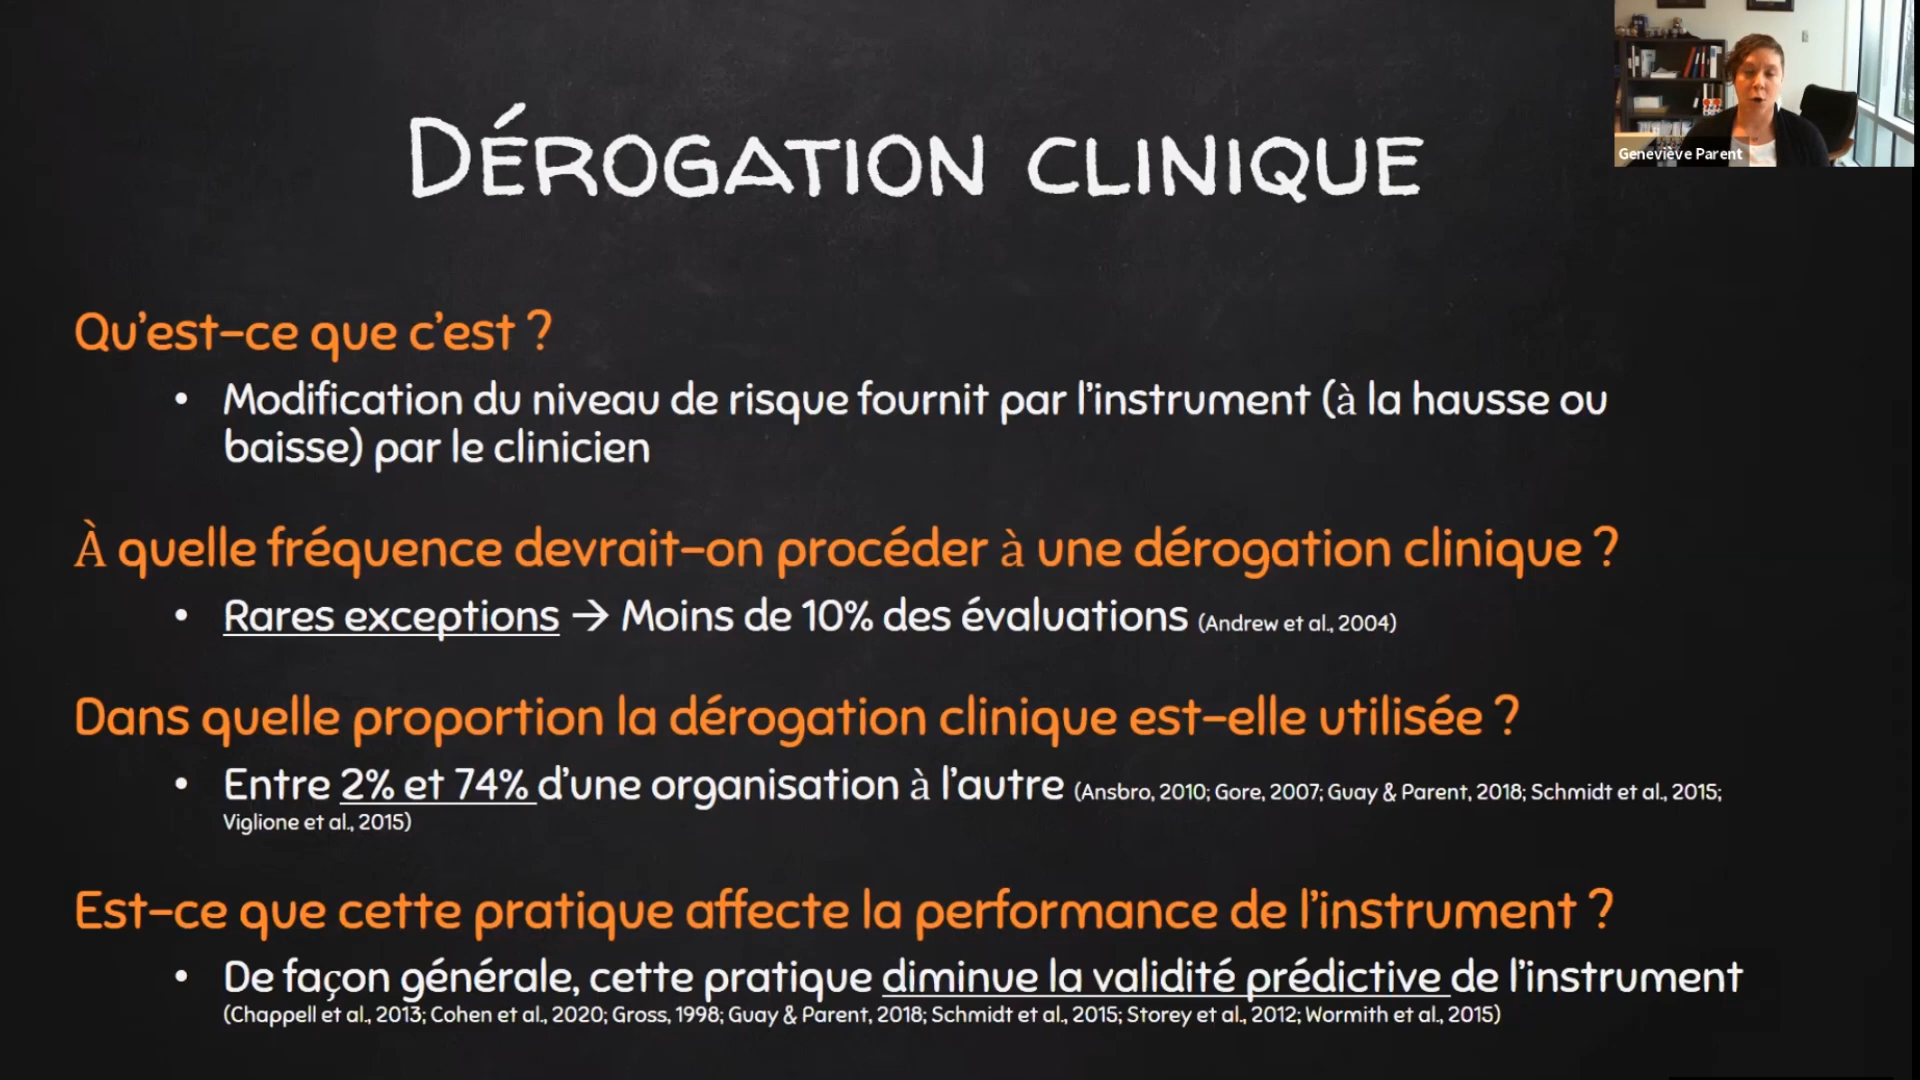 Geneviève Parent
DÉROGATION CLINIQUE
Qu'est-ce que c'est ?
• Modification du niveau de risque fournit par l'instrument (à la hausse ou
baisse) par le clinicien
À quelle fréquence devrait-on procéder à une dérogation clinique ?
• Rares exceptions → Moins de 10% des évaluations (Andrew et al., 2004)
Dans quelle proportion la dérogation clinique est-elle utilisée ?
• Entre 2% et 74% d'une organisation à l'autre (Ansbro, 2010; Gore, 2007; Guay & Parent, 2018; Schmidt et al., 2015;
Viglione et al., 2015)
Est-ce que cette pratique affecte la performance de l'instrument ?
• De façon générale, cette pratique diminue la validité prédictive de l'instrument
(Chappell et al., 2013; Cohen et al., 2020; Gross, 1998; Guay & Parent, 2018; Schmidt et al., 2015; Storey et al., 2012; Wormith et al., 2015)